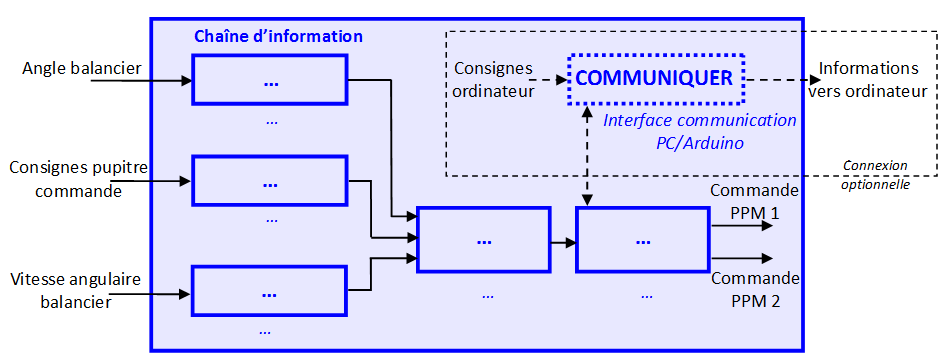 Chaîne d’information
Angle balancier
...
...
Consignes
ordinateur
COMMUNIQUER
Informations
vers ordinateur
Interface communication
PC/Arduino
Connexion
optionnelle
Consignes pupitre
commande
...
...
Commande
PPM 1
...
...
...
...
Commande
PPM 2
Vitesse angulaire
balancier
...
...